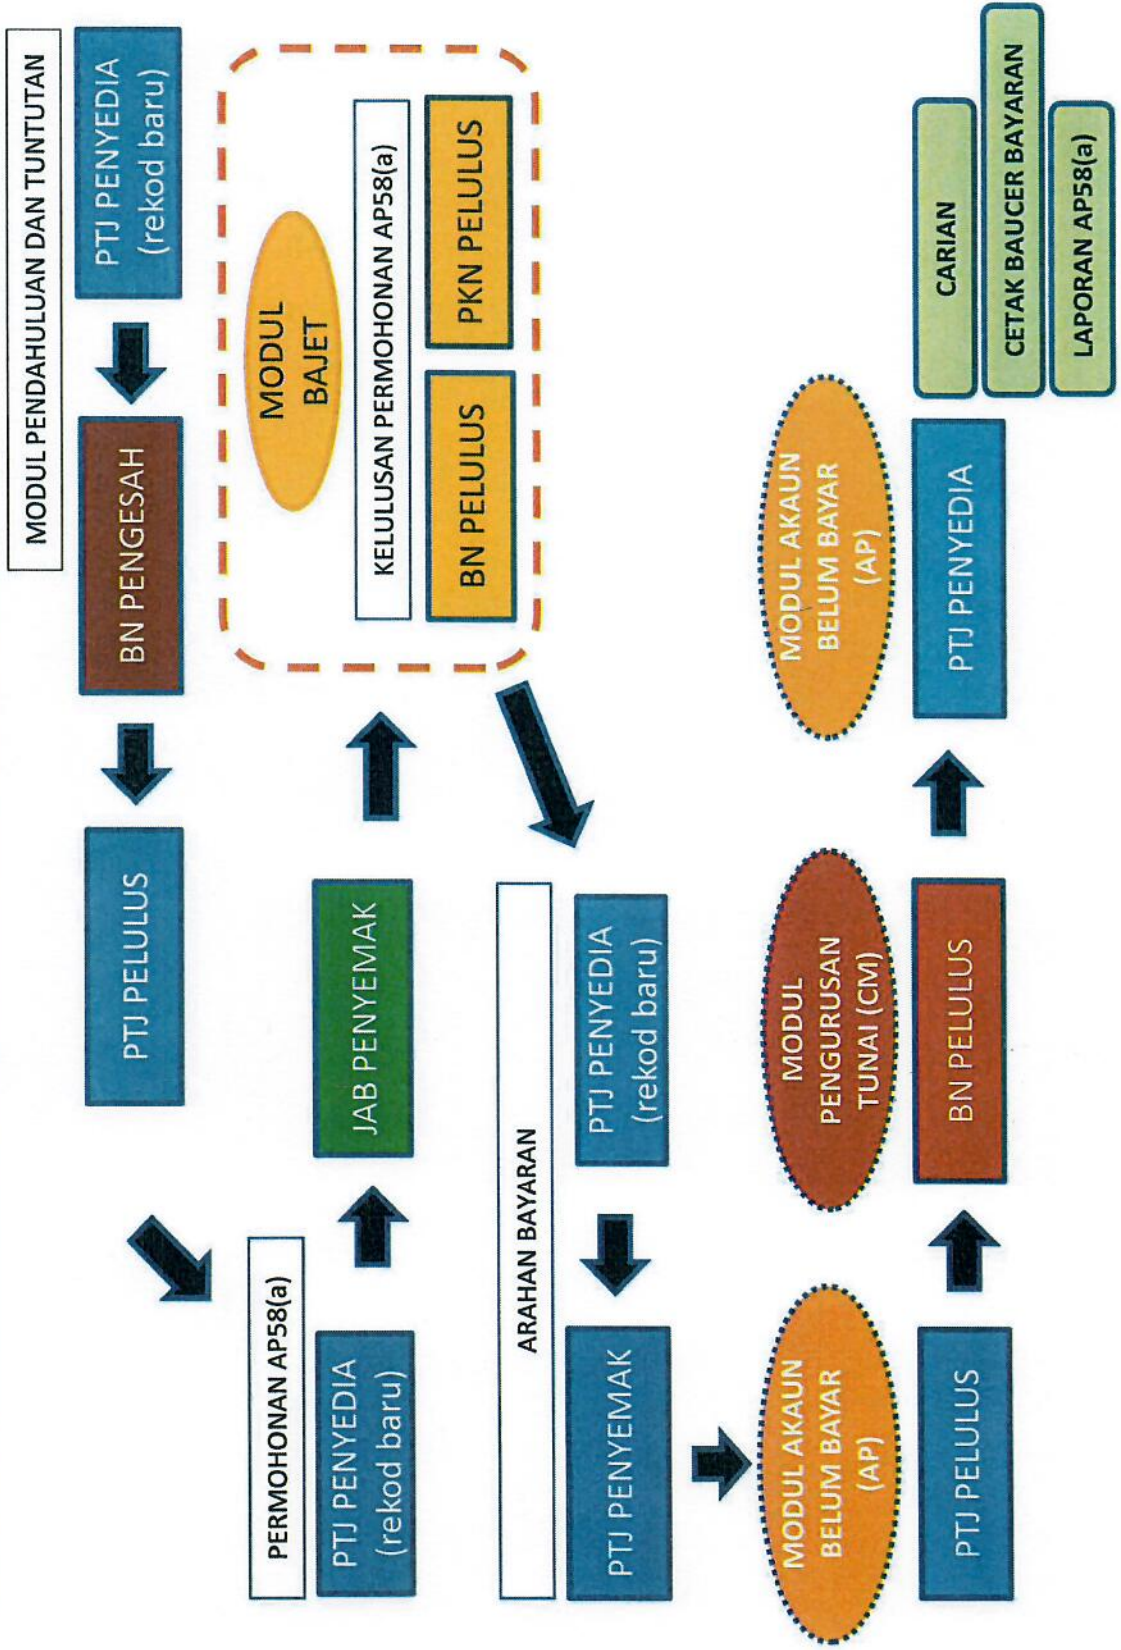 MODUL PENDAHULUAN DAN TUNTUTAN
PTJ PENYEDIA
(rekod baru)
BN PENGESAH
PTJ PELULUS
PERMOHONAN AP58(a)
PTJ PENYEDIA
(rekod baru)
JAB PENYEMAK
MODUL
BAJET
KELULUSAN PERMOHONAN AP58(a)
BN PELULUS
PKN PELULUS
ARAHAN BAYARAN
PTJ PENYEDIA
(rekod baru)
PTJ PENYEMAK
MODUL AKAUN
BELUM BAYAR
(AP)
PTJ PELULUS
MODUL
PENGURUSAN
TUNAI (CM)
BN PELULUS
MODUL AKAUN
BELUM BAYAR
(AP)
PTJ PENYEDIA
CARIAN
CETAK BAUCER BAYARAN
LAPORAN AP58(a)